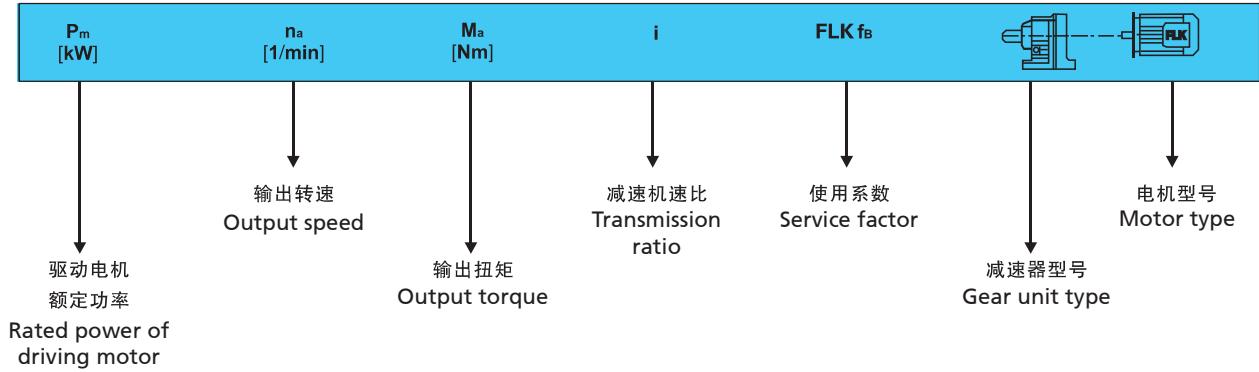 Pm
[kW]
na
[1/min]
Ma
[Nm]
i
FLK fB
FLK
驱动电机
额定功率
Rated power of
driving motor
输出转速
Output speed
输出扭矩
Output torque
减速机速比
Transmission
ratio
使用系数
Service factor
减速器型号
Gear unit type
电机型号
Motor type